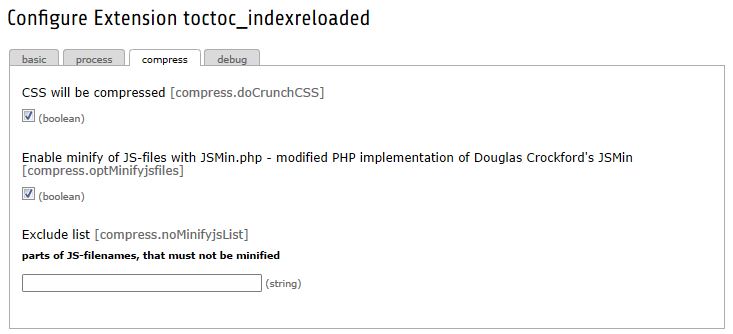 Configure Extension toctoc_indexreloaded
basic process compress debug
CSS will be compressed [compress.doCrunchCSS]
(boolean)
Enable minify of JS-files with JSMin.php - modified PHP implementation of Douglas Crockford's JSMin
[compress.optMinifyjsfiles]
(boolean)
Exclude list [compress.noMinifyjsList]
parts of JS-filenames, that must not be minified
(string)